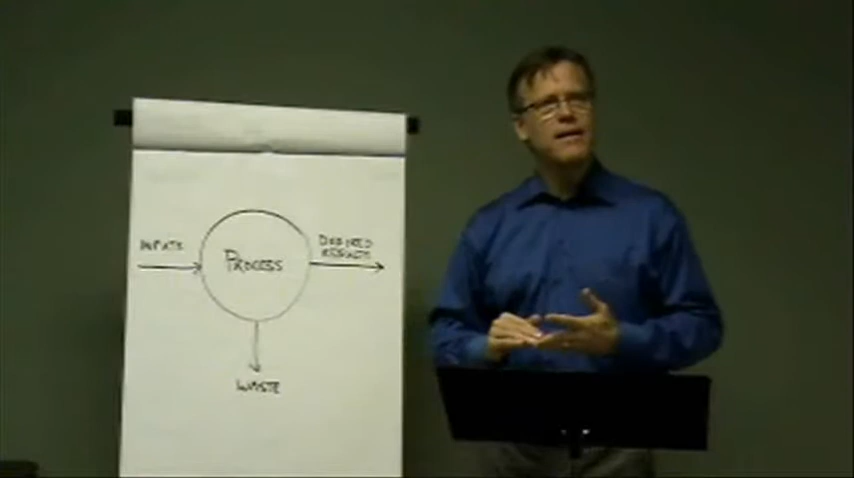 INPUTS
PROCESS
DESIRED
RESULTS
WASTE